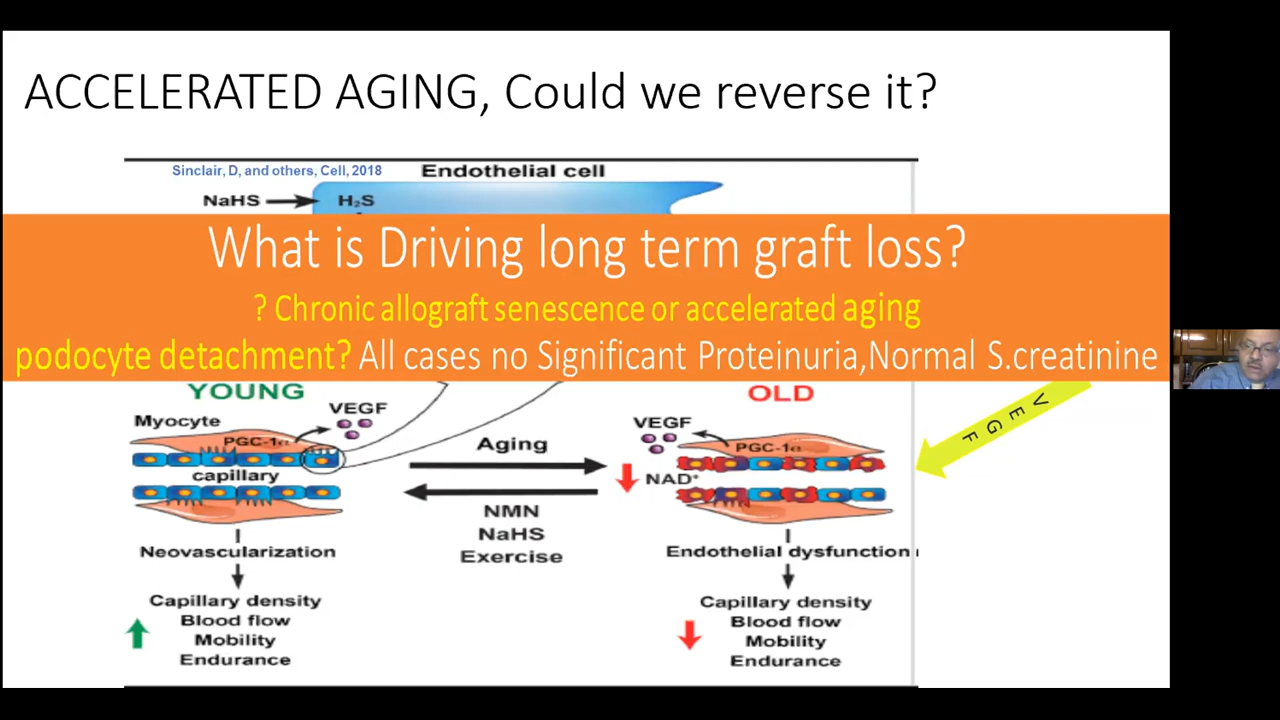 ACCELERATED AGING, Could we reverse it?
Sinclair, D, and others, Cell, 2018
Endothelial cell
NaHS
H₂S
What is Driving long term graft loss?
? Chronic allograft senescence or accelerated aging
podocyte detachment? All cases no Significant Proteinuria,Normal S.creatinine
YOUNG
OLD
VEGF
Myocyte
VEGF
VEGF
PGC-1α
PGC-1α
Aging
capillary
NAD⁺
NMN
NaHS
Exercise
Neovascularization
Endothelial dysfunction
Capillary density
Blood flow
Mobility
Endurance
Capillary density
Blood flow
Mobility
Endurance